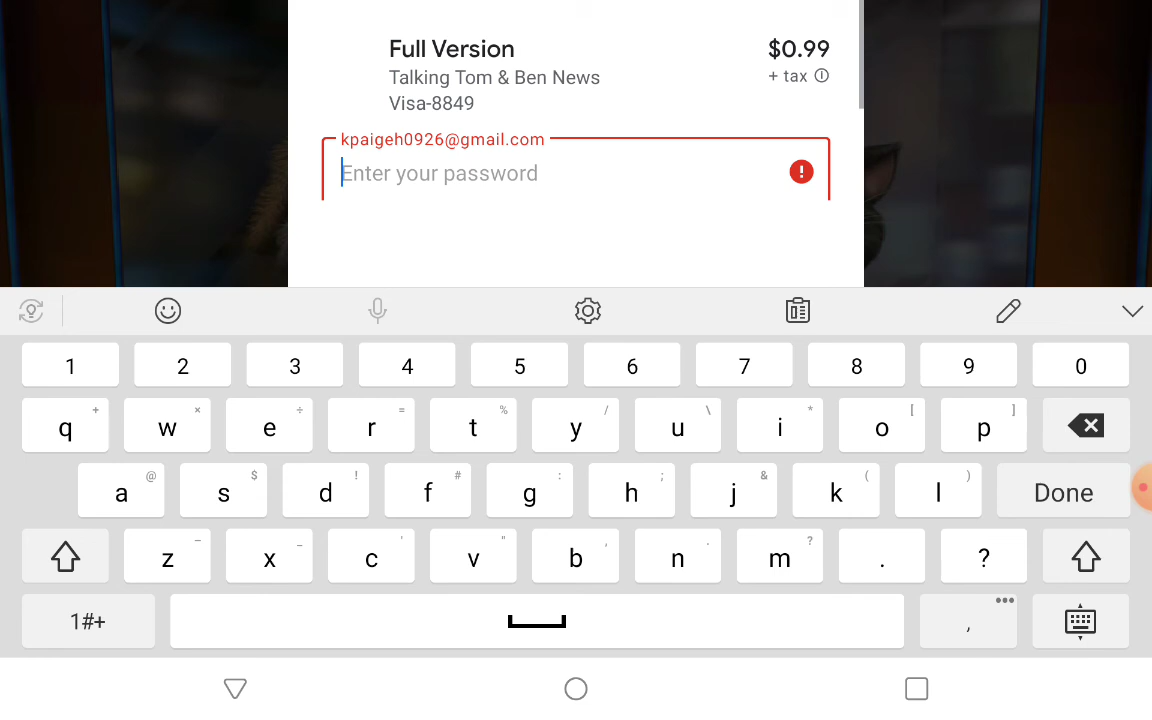 Full Version $0.99
Talking Tom & Ben News + tax
Visa-8849
kpaigeh0926@gmail.com
Enter your password
1 2 3 4 5 6 7 8 9 0
q + w × e ÷ r = t % y / u \ i * o [ p ]
a @ s $ d ! f # g : h ; j & k ( l ) Done
z - x _ c ' v " b , n . m ? . ?
1#+ ,